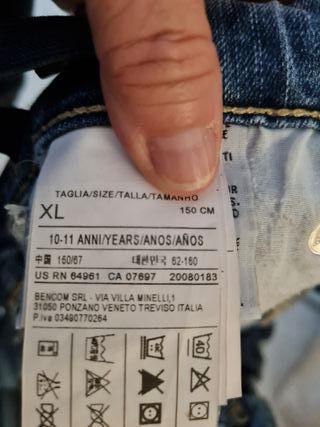 TAGLIA/SIZE/TALLA/TAMANHO
XL 150 CM
10-11 ANNI/YEARS/ANOS/AÑOS
中国 160/67 대한민국 62-160
US RN 64961 CA 07697 20080183
BENCOM SRL - VIA VILLA MINELLI,1
31050 PONZANO VENETO TREVISO ITALIA
P.iva 03490770264
40